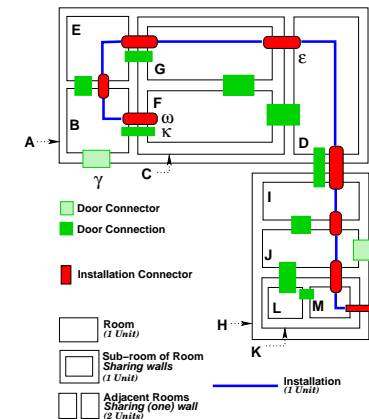 E
G
ε
F
ω
B
κ
A
D
C
γ
I
Door Connector
Door Connection
J
Installation Connector
L
M
Room
(1 Unit)
H
K
Sub−room of Room
Sharing walls
(1 Unit)
Adjacent Rooms
Sharing (one) wall
(2 Units)
Installation
(1 Unit)